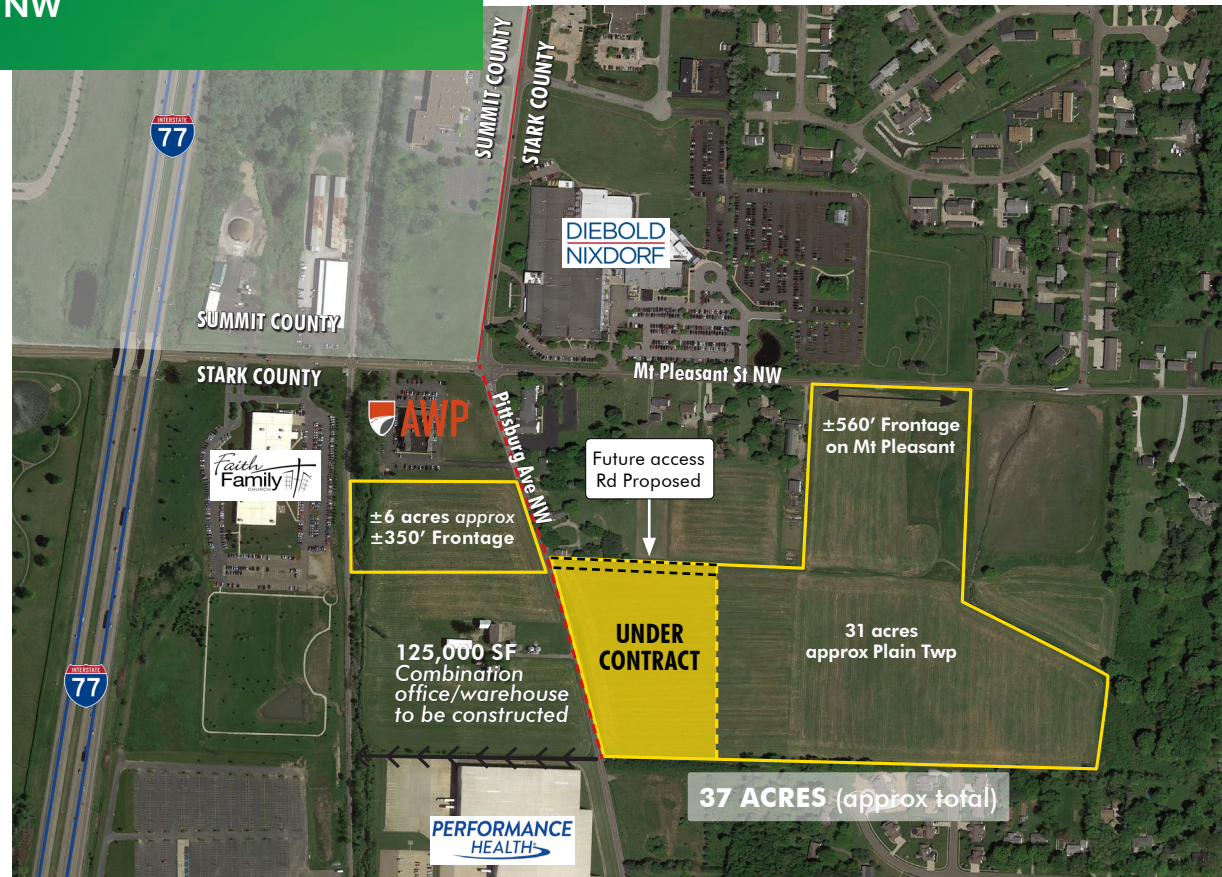 NW
SUMMIT COUNTY
STARK COUNTY
INTERSTATE
77
DIEBOLD
NIXDORF
SUMMIT COUNTY
STARK COUNTY
Mt Pleasant St NW
AWP
Pittsburg Ave NW
±560’ Frontage
on Mt Pleasant
Future access
Rd Proposed
Faith
Family
CHURCH
±6 acres approx
±350’ Frontage
UNDER
CONTRACT
31 acres
approx Plain Twp
125,000 SF
Combination
office/warehouse
to be constructed
INTERSTATE
77
37 ACRES (approx total)
PERFORMANCE
HEALTH